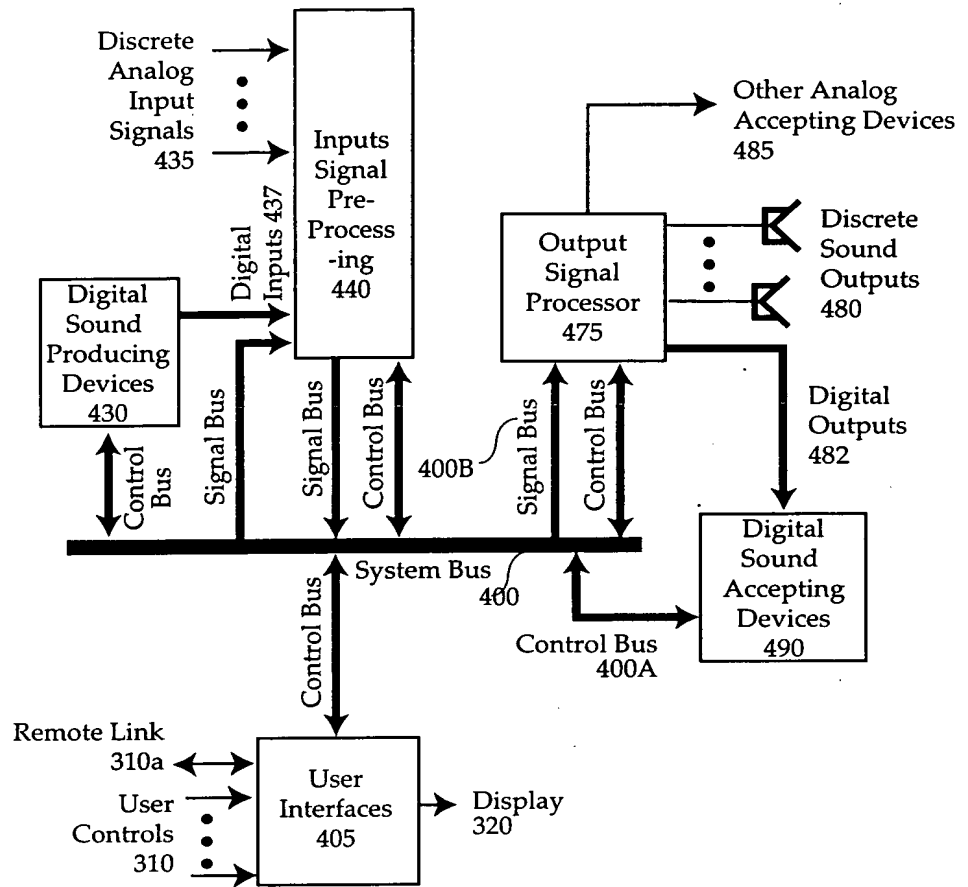 Discrete
Analog
Input
Signals
435
Inputs
Signal
Pre-
Process
-ing
440
Digital
Inputs 437
Digital
Sound
Producing
Devices
430
Control
Bus
Signal Bus
Signal Bus
Control Bus
Other Analog
Accepting Devices
485
Output
Signal
Processor
475
Discrete
Sound
Outputs
480
400B
Signal Bus
Control Bus
Digital
Outputs
482
System Bus
400
Digital
Sound
Accepting
Devices
490
Control Bus
400A
Control Bus
Remote Link
310a
User
Controls
310
User
Interfaces
405
Display
320